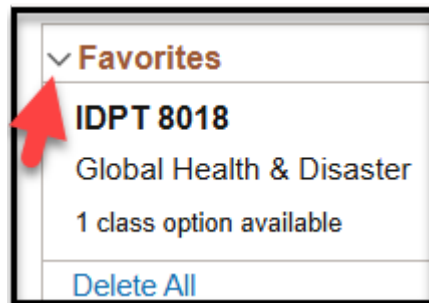 Favorites
IDPT 8018
Global Health & Disaster
1 class option available
Delete All